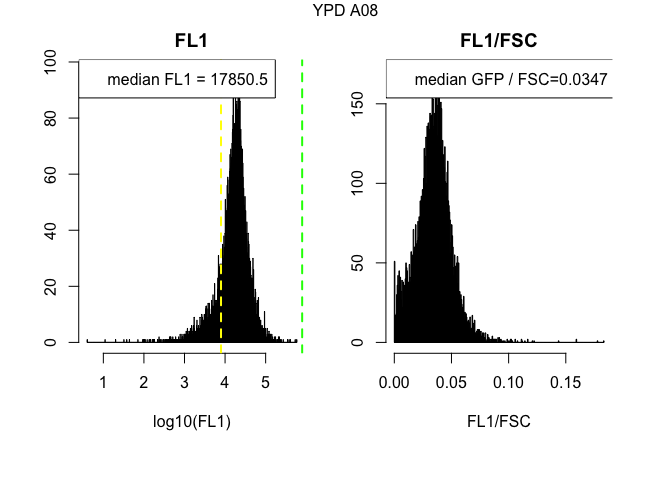 YPD A08
FL1
median FL1 = 17850.5
0
20
40
60
80
100
1 2 3 4 5
log10(FL1)
FL1/FSC
median GFP / FSC=0.0347
0
50
100
150
0.00 0.05 0.10 0.15
FL1/FSC